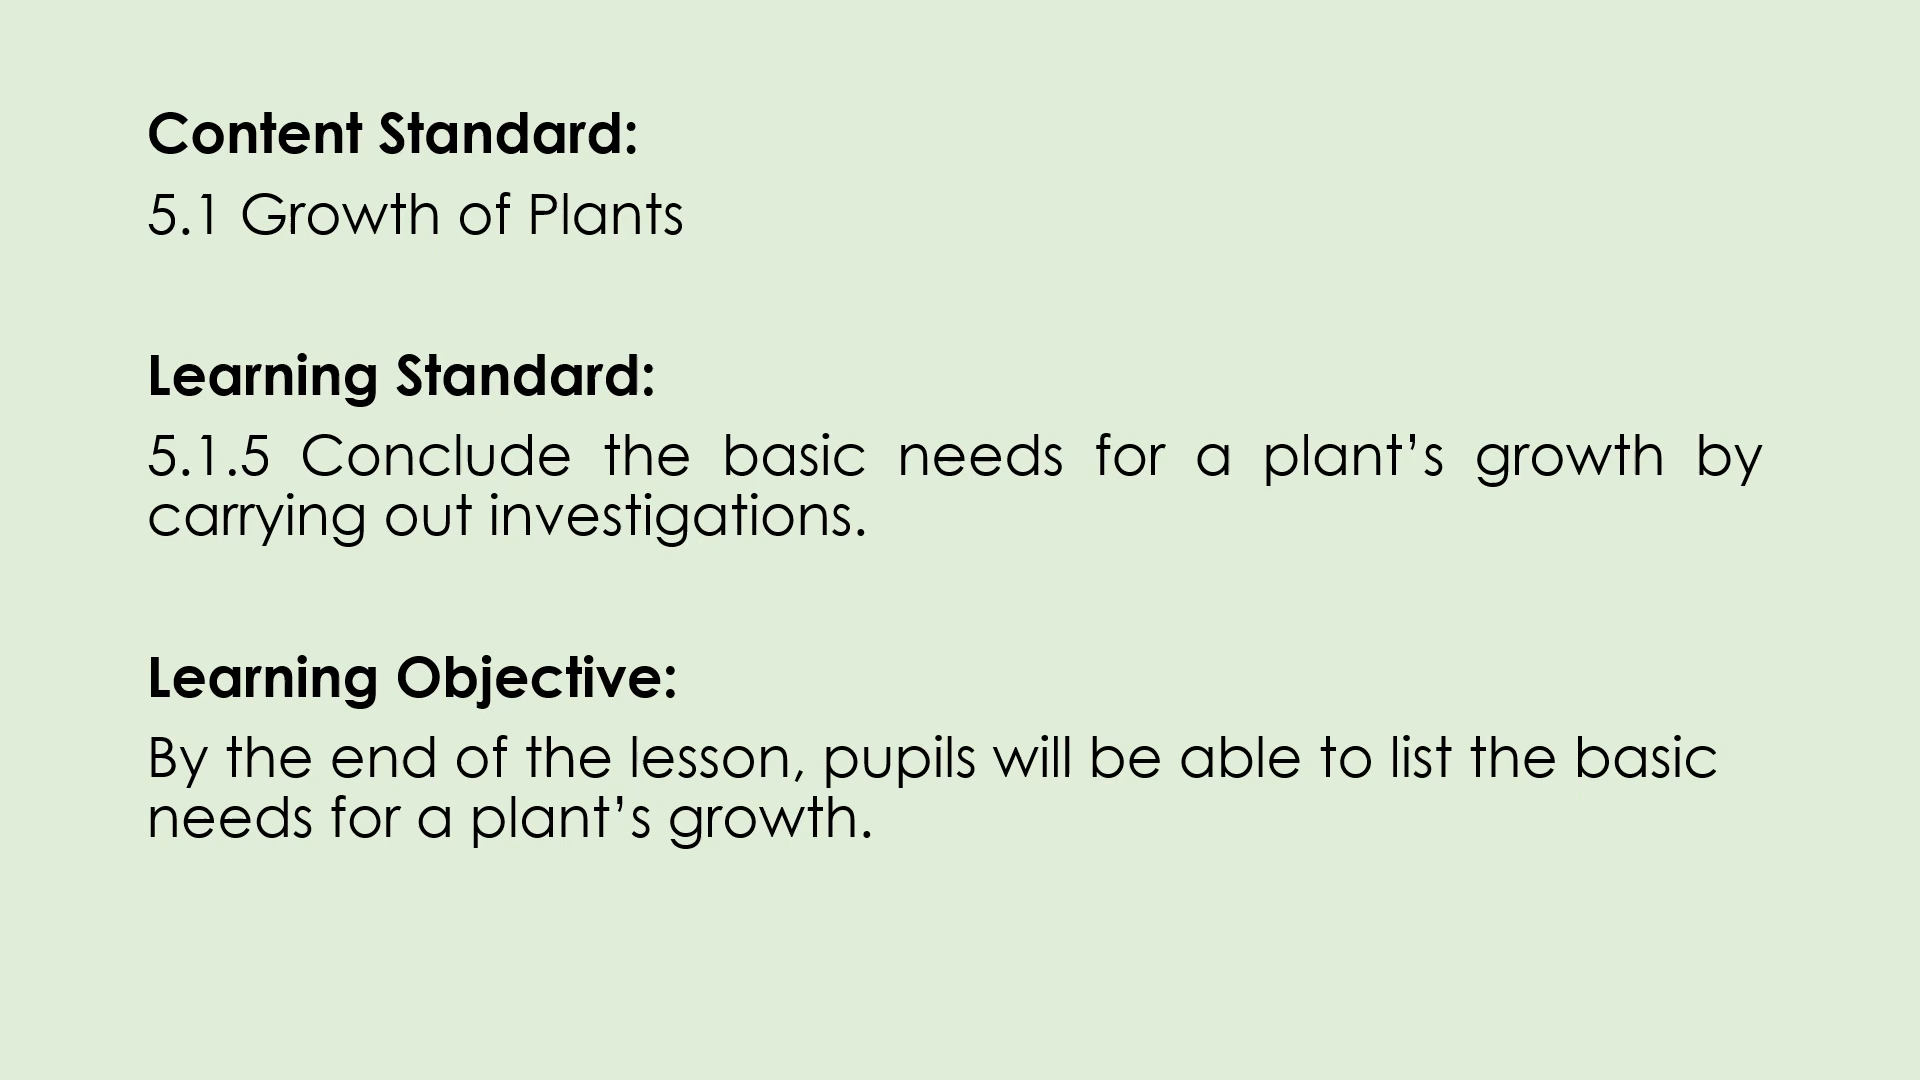 Content Standard:
5.1 Growth of Plants
Learning Standard:
5.1.5 Conclude the basic needs for a plant’s growth by
carrying out investigations.
Learning Objective:
By the end of the lesson, pupils will be able to list the basic
needs for a plant’s growth.